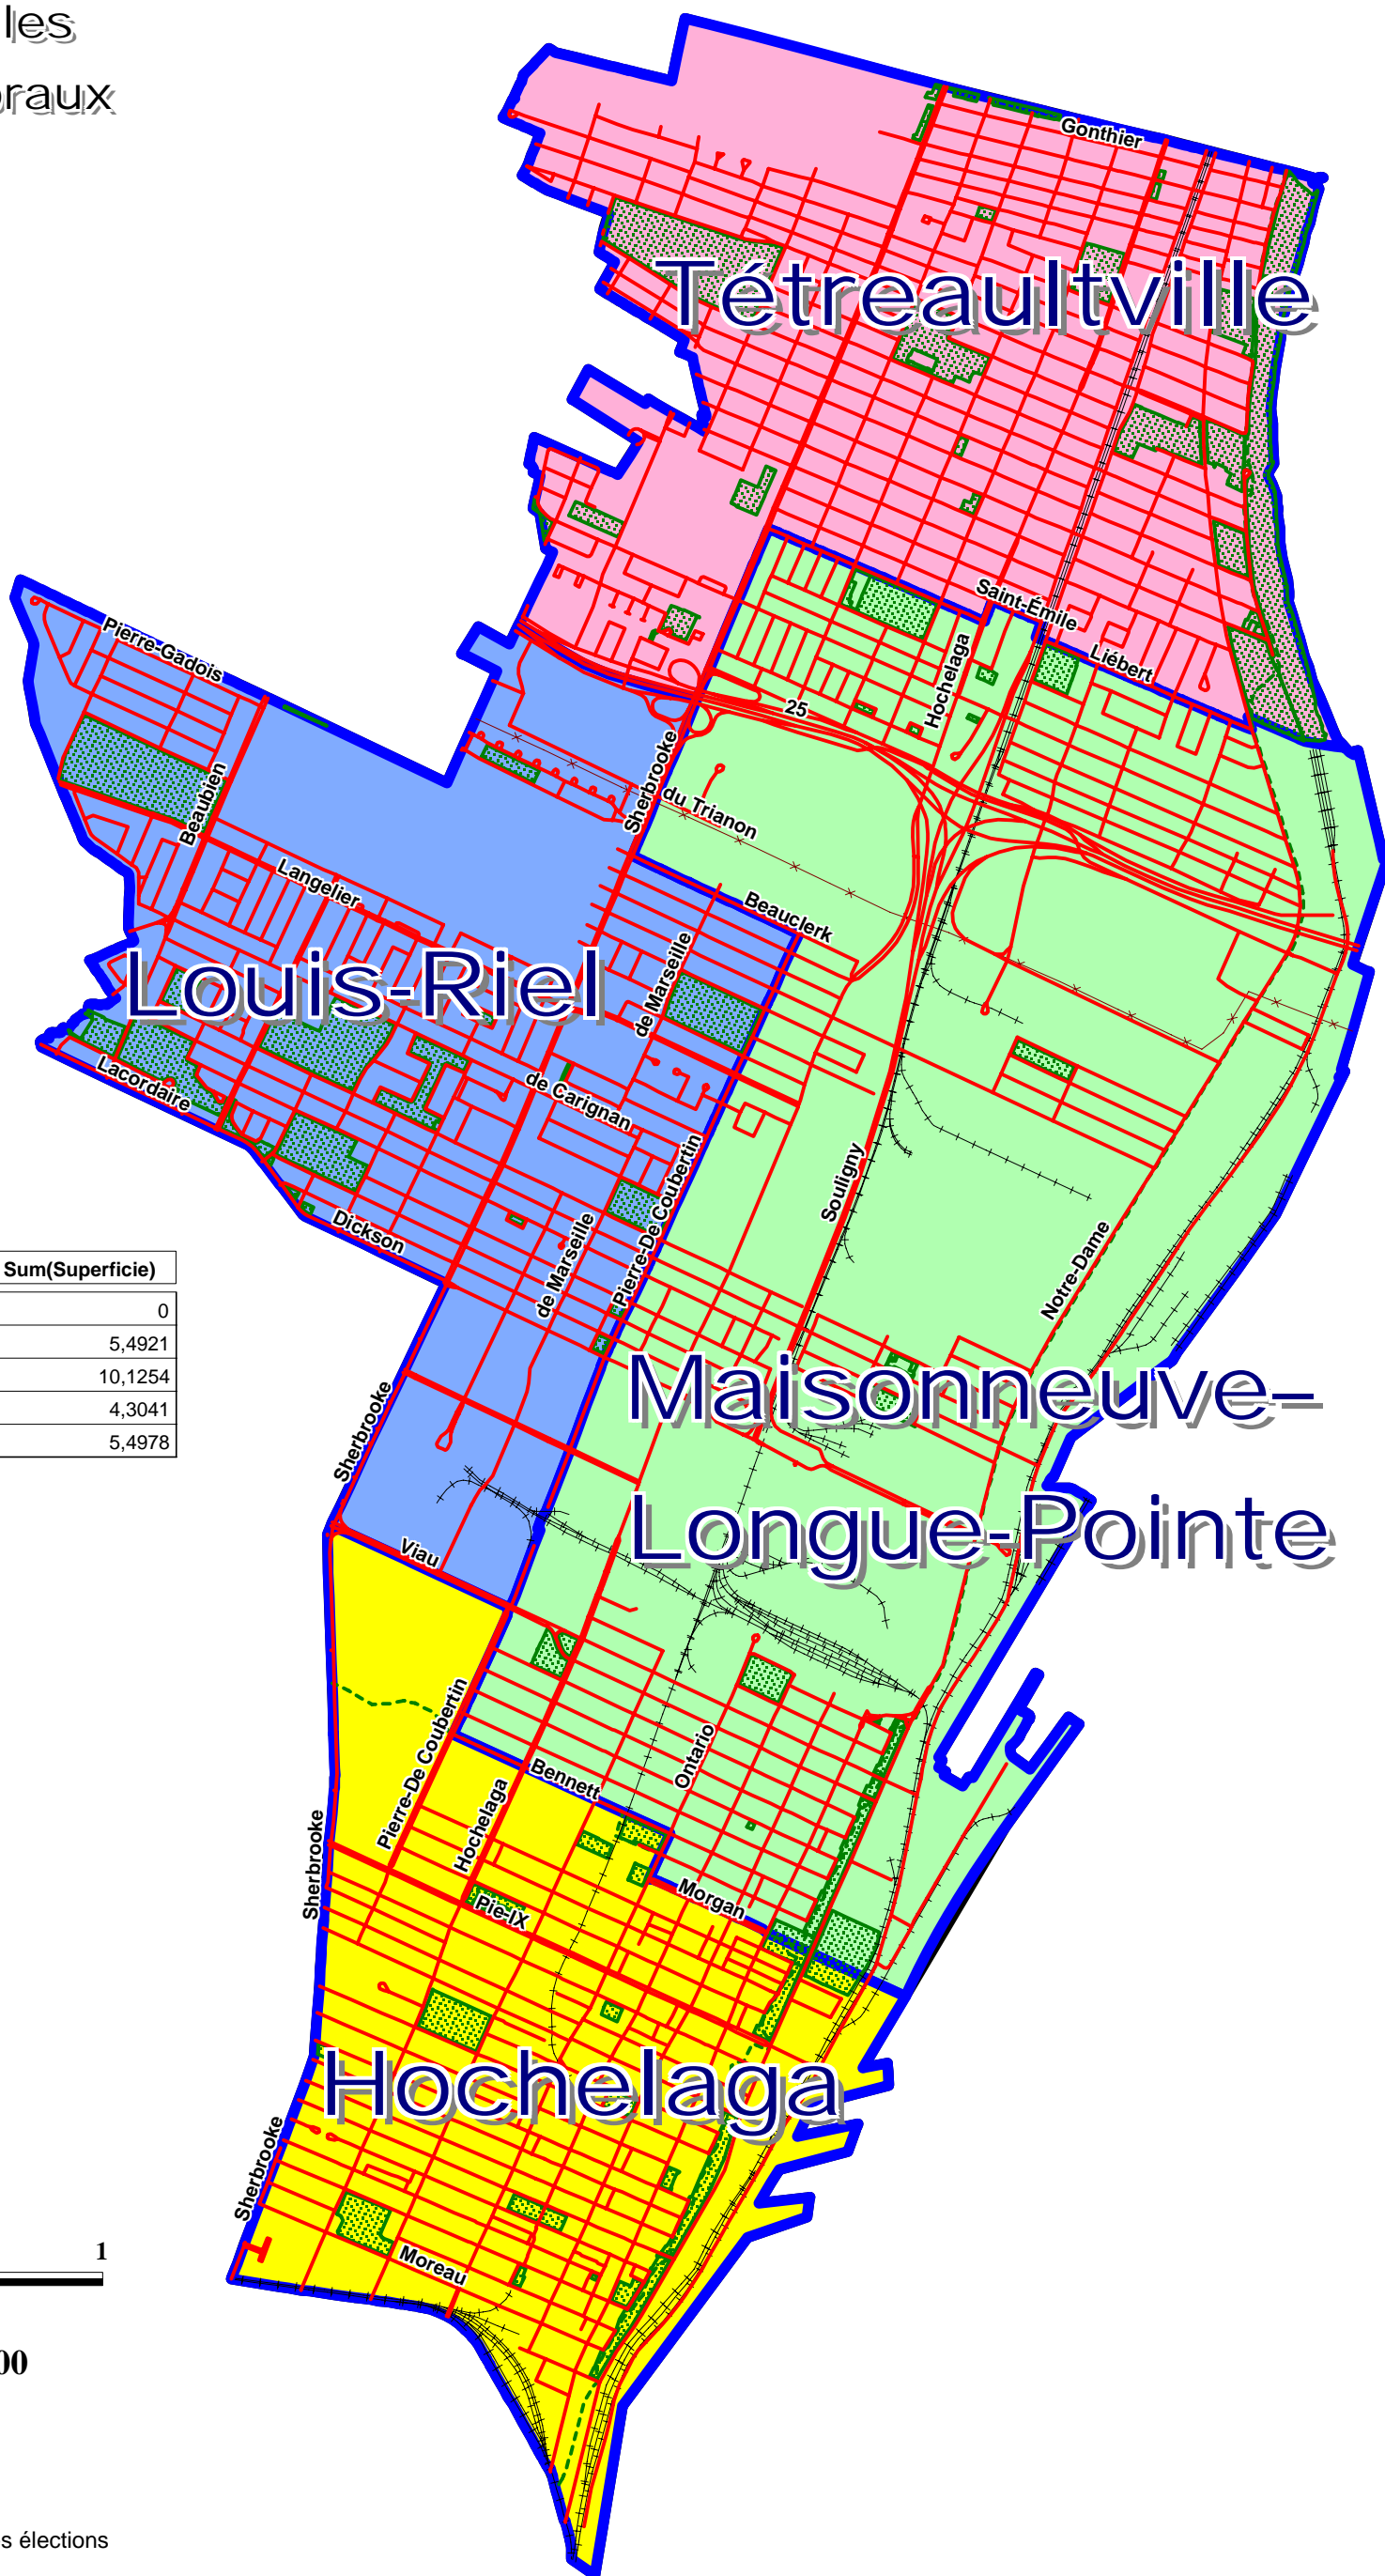 les
oraux
Gonthier
Tétreaultville
Saint-Émile
Liébert
Hochelaga
25
Pierre-Gadois
Beaubien
Sherbrooke
du Trianon
Langelier
Beauclerk
Louis-Riel
de Marseille
Lacordaire
de Carignan
Pierre-De Coubertin
Souligny
Dickson
de Marseille
Notre-Dame
Sum(Superficie)
0
5,4921
10,1254
4,3041
5,4978
Maisonneuve–
Longue-Pointe
Sherbrooke
Viau
Pierre-De Coubertin
Ontario
Bennett
Hochelaga
Sherbrooke
Pie-IX
Morgan
Hochelaga
Sherbrooke
Moreau
1
00
s élections